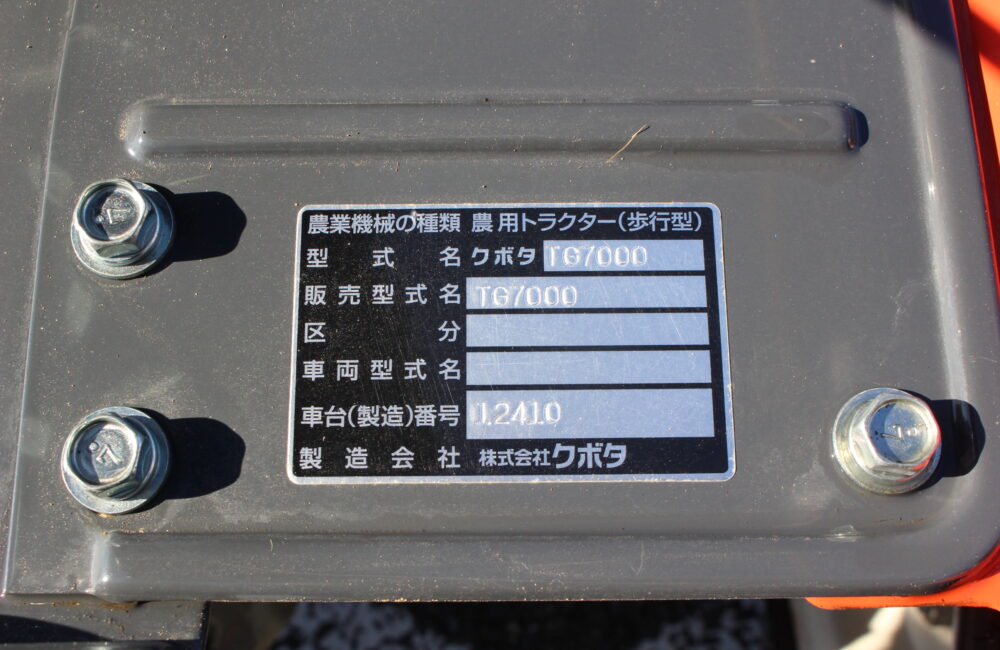 農業機械の種類 農用トラクター(歩行型)
型式名 クボタ TG7000
販売型式名 TG7000
区分
車両型式名
車台(製造)番号
製造会社 株式会社クボタ